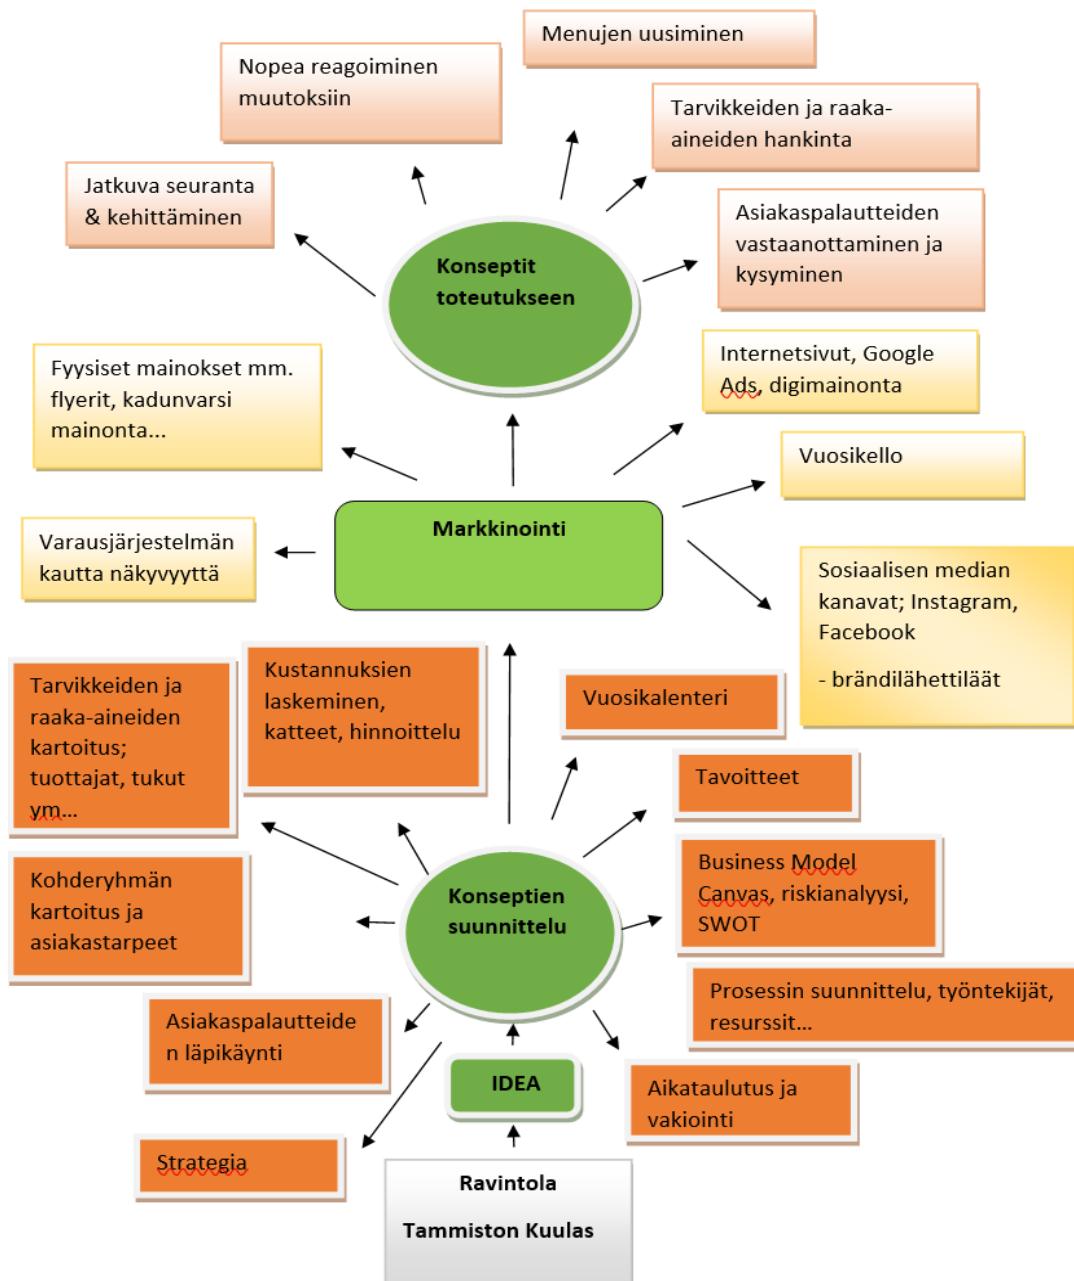 Menujen uusiminen
Nopea reagoiminen
muutoksiin
Tarvikkeiden ja raaka-
aineiden hankinta
Jatkuva seuranta
& kehittäminen
Asiakaspalautteiden
vastaanottaminen ja
kysyminen
Konseptit
toteutukseen
Internetsivut, Google
Ads, digimainonta
Fyysiset mainokset mm.
flyerit, kadunvarsi
mainonta...
Vuosikello
Markkinointi
Varausjärjestelmän
kautta näkyvyyttä
Sosiaalisen median
kanavat; Instagram,
Facebook
- brändilähettiläät
Kustannuksien
laskeminen,
katteet, hinnoittelu
Tarvikkeiden ja
raaka-aineiden
kartoitus;
tuottajat, tukut
ym...
Vuosikalenteri
Tavoitteet
Business Model
Canvas, riskianalyysi,
SWOT
Kohderyhmän
kartoitus ja
asiakastarpeet
Konseptien
suunnittelu
Prosessin suunnittelu, työntekijät,
resurssit...
Asiakaspalautteide
n läpikäynti
IDEA
Aikataulutus ja
vakiointi
Strategia
Ravintola
Tammiston Kuulas